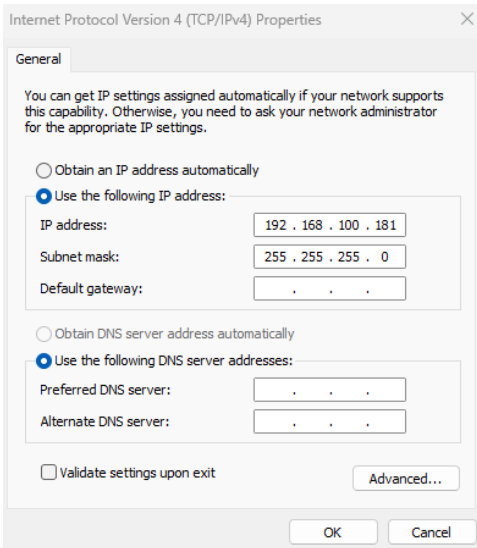 Internet Protocol Version 4 (TCP/IPv4) Properties
General
You can get IP settings assigned automatically if your network supports
this capability. Otherwise, you need to ask your network administrator
for the appropriate IP settings.
Obtain an IP address automatically
Use the following IP address:
IP address: 192 . 168 . 100 . 181
Subnet mask: 255 . 255 . 255 . 0
Default gateway: . . .
Obtain DNS server address automatically
Use the following DNS server addresses:
Preferred DNS server: . . .
Alternate DNS server: . . .
Validate settings upon exit
Advanced...
OK Cancel